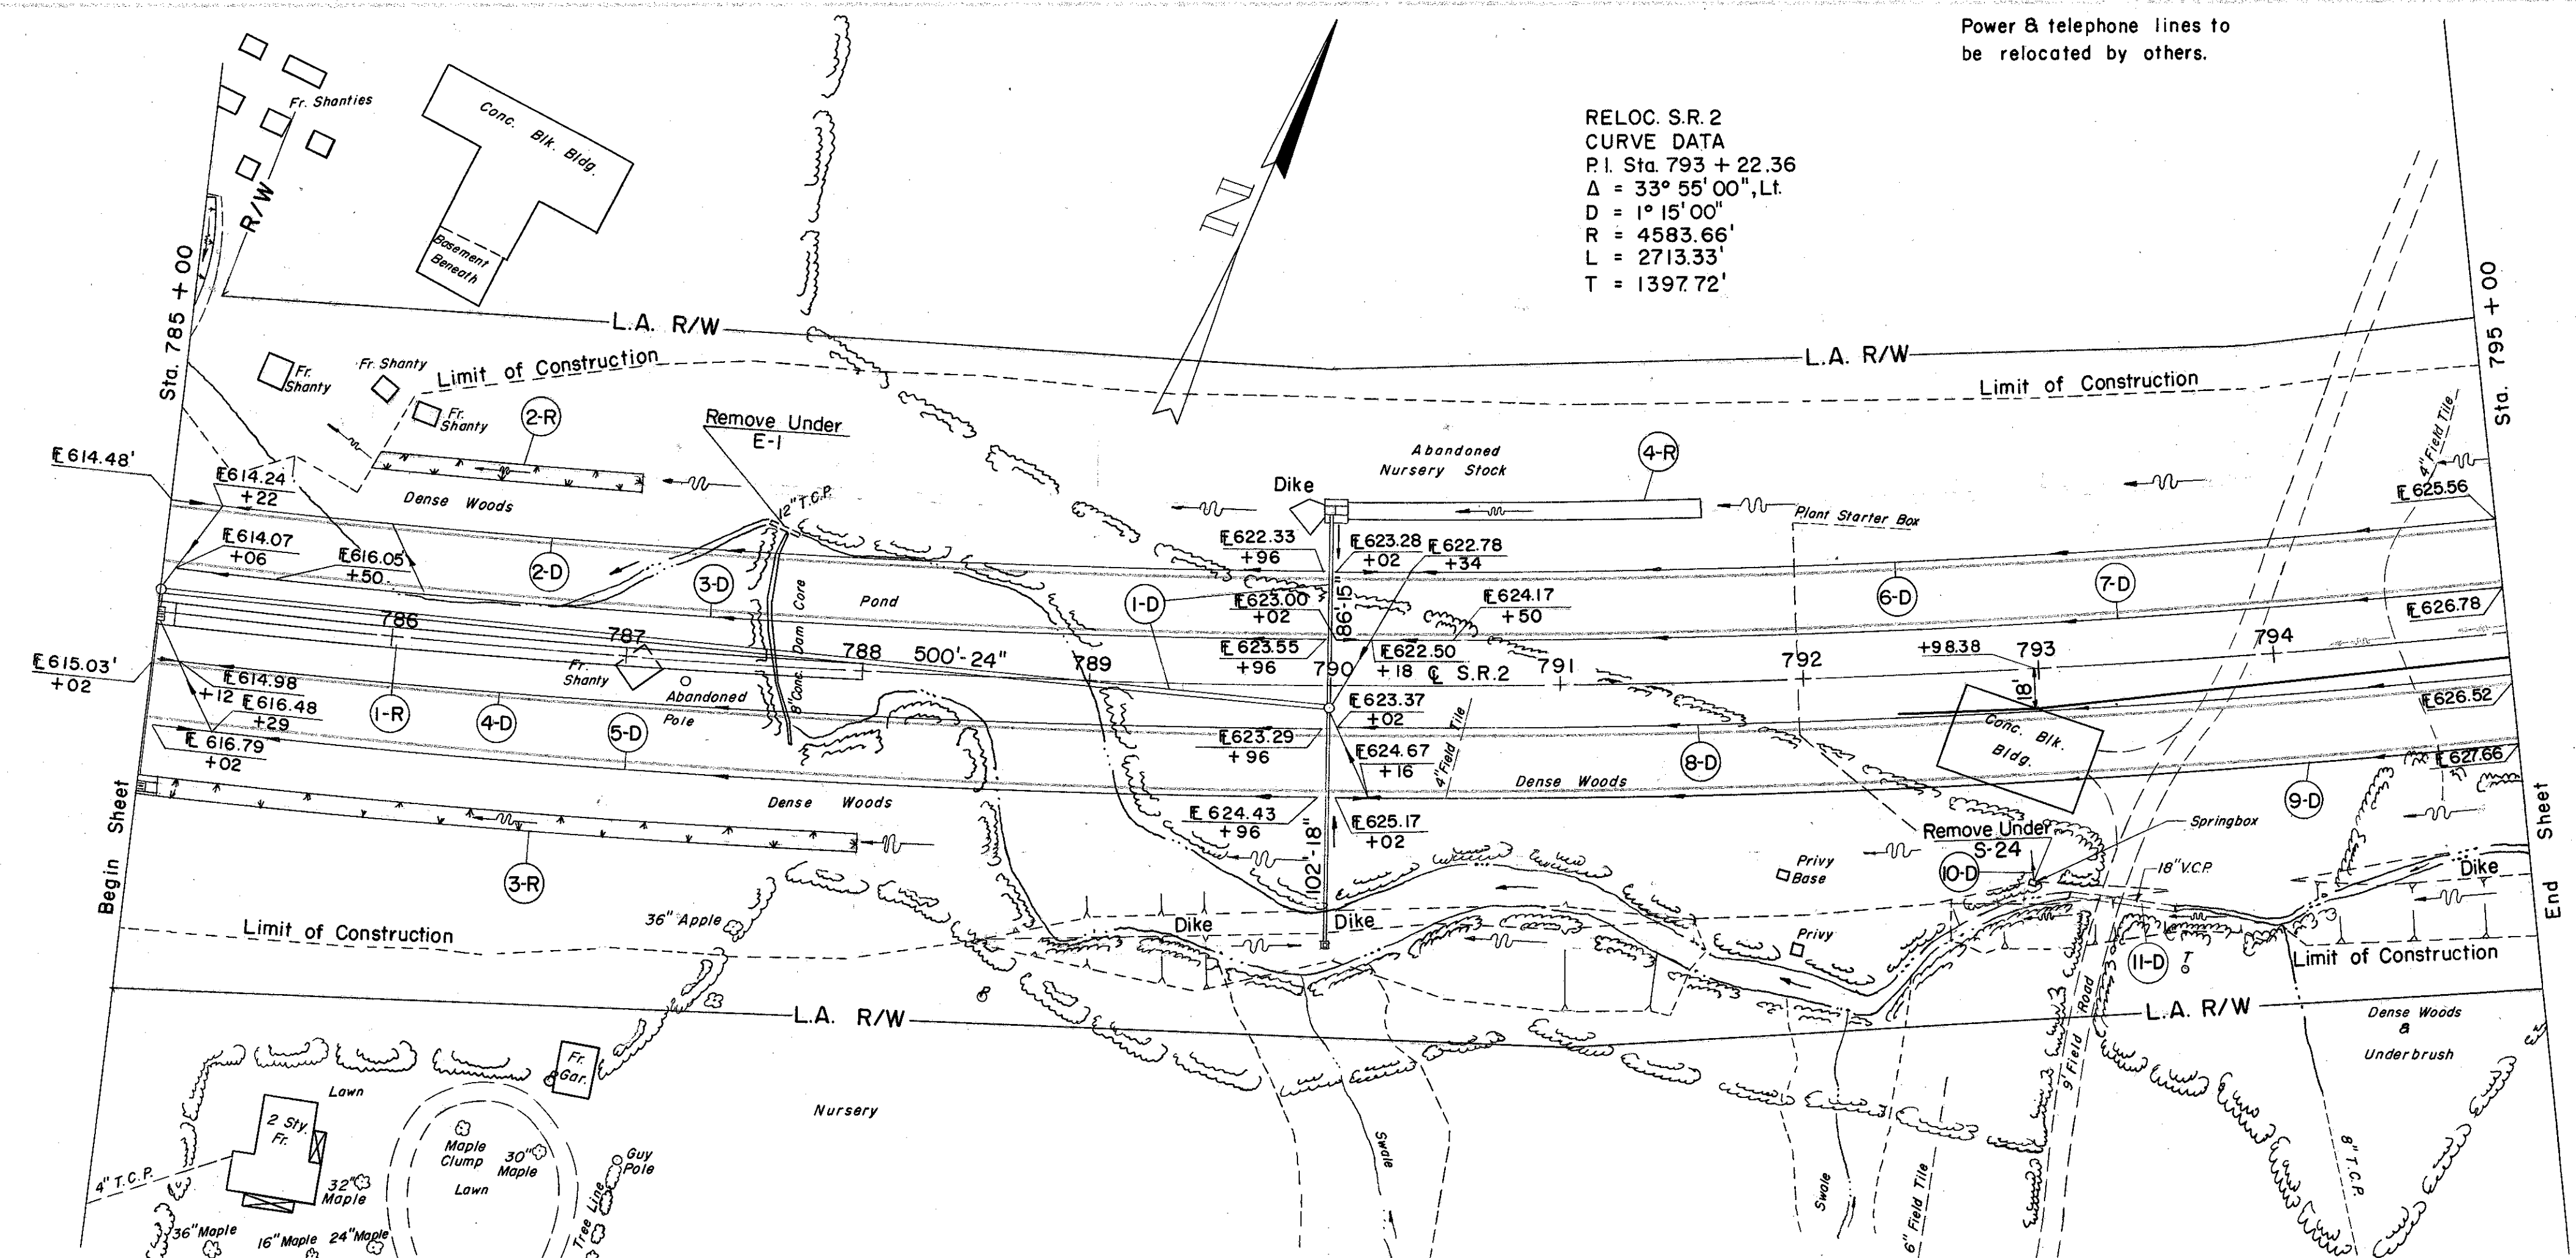 Power & telephone lines to
be relocated by others.
RELOC. S.R. 2
CURVE DATA
P.I. Sta. 793 + 22.36
Δ = 33° 55' 00", Lt.
D = 1° 15' 00"
R = 4583.66'
L = 2713.33'
T = 1397.72'
Fr. Shanties
Conc. Blk. Bldg.
Basement
Beneath
R/W
N
Sta. 785 + 00
Sta. 795 + 00
L.A. R/W
L.A. R/W
Limit of Construction
Limit of Construction
Fr.
Shanty
Fr. Shanty
Fr.
Shanty
2-R
Remove Under
E-1
12" T.C.P.
Abandoned
Nursery Stock
4-R
Dike
Plant Starter Box
4" Field Tile
614.48'
614.24
+22
Dense Woods
614.07
+06
616.05
+50
2-D
3-D
8" Conc. Dam Core
Pond
1-D
622.33
+96
623.28
+02
622.78
+34
623.00
+02
86'-15"
624.17
+50
6-D
7-D
625.56
626.78
786
787
788
500'-24"
789
790
623.55
+96
622.50
+18
℄ S.R.2
791
792
+98.38
793
794
18'
615.03'
+02
614.98
+12
616.48
+29
616.79
+02
1-R
4-D
5-D
Fr.
Shanty
Abandoned
Pole
623.37
+02
623.29
+96
624.67
+16
4" Field Tile
8-D
Dense Woods
Conc. Blk.
Bldg.
626.52
627.66
9-D
Dense Woods
624.43
+96
625.17
+02
102'-18"
Remove Under
S-24
Springbox
10-D
18" V.C.P.
Dike
Begin Sheet
End Sheet
3-R
Privy
Base
36" Apple
Dike
Dike
Privy
11-D
T
Limit of Construction
Limit of Construction
L.A. R/W
L.A. R/W
Dense Woods
&
Underbrush
9' Field Road
Fr.
Gar.
Lawn
2 Sty.
Fr.
Nursery
Maple
Clump
30"
Maple
Lawn
Guy
Pole
4" T.C.P.
32"
Maple
Tree Line
36" Maple
16" Maple
24" Maple
Swale
Swale
6" Field Tile
8" T.C.P.